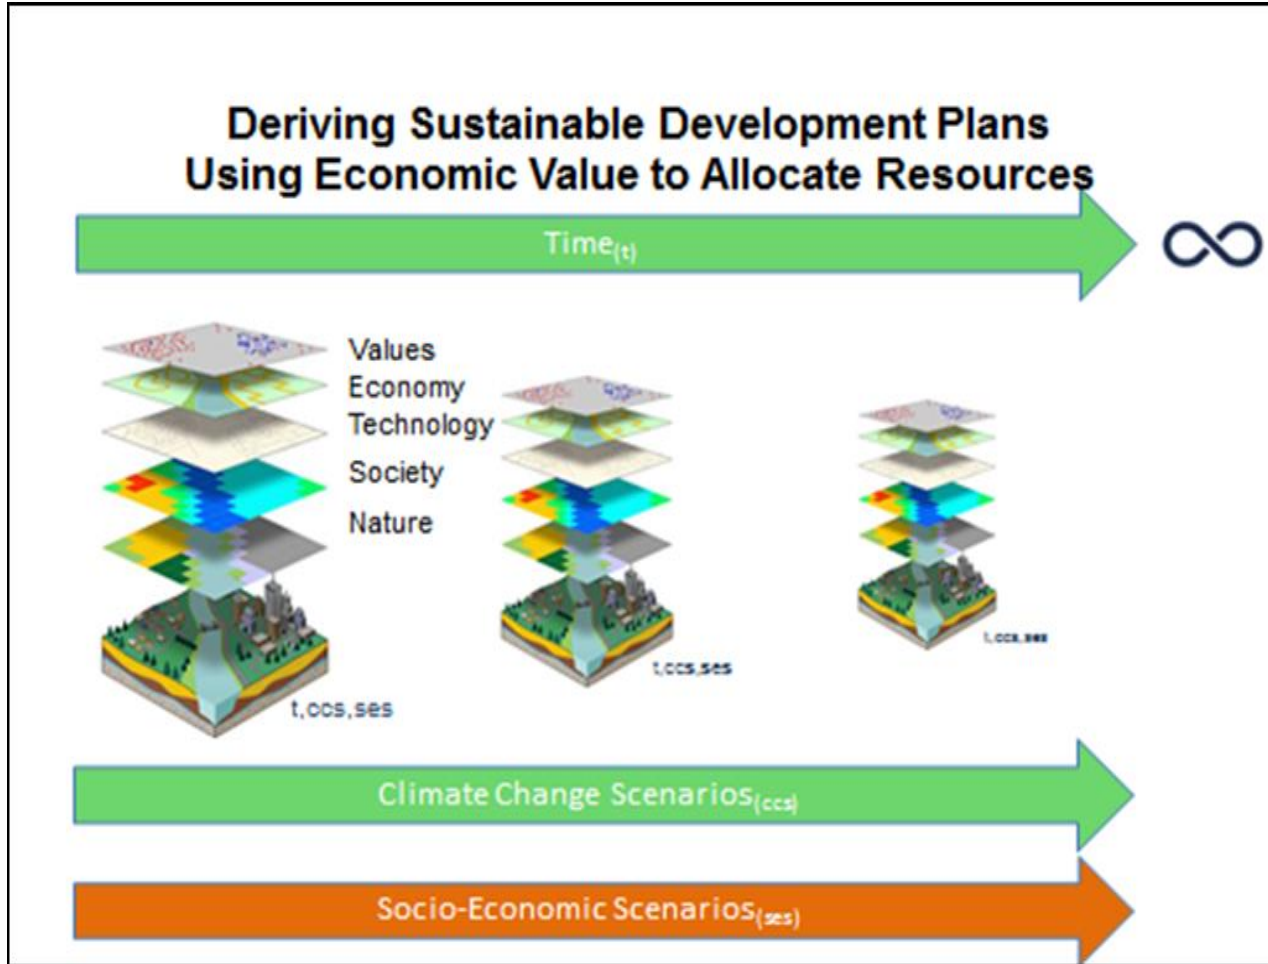 Deriving Sustainable Development Plans
Using Economic Value to Allocate Resources
Time(t)
∞
Values
Economy
Technology
Society
Nature
t,ccs,ses
t,ccs,ses
t,ccs,ses
Climate Change Scenarios(ccs)
Socio-Economic Scenarios(ses)